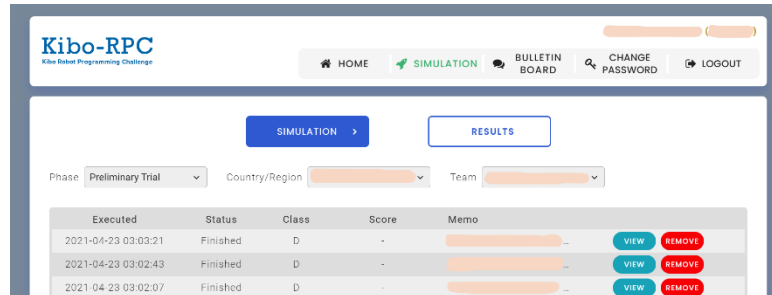 Kibo-RPC
Kibo Robot Programming Challenge
HOME
SIMULATION
BULLETIN
BOARD
CHANGE
PASSWORD
LOGOUT
SIMULATION >
RESULTS
Phase Preliminary Trial Country/Region Team
Executed Status Class Score Memo
2021-04-23 03:03:21 Finished D - ... VIEW REMOVE
2021-04-23 03:02:43 Finished D - ... VIEW REMOVE
2021-04-23 03:02:07 Finished D - ... VIEW REMOVE